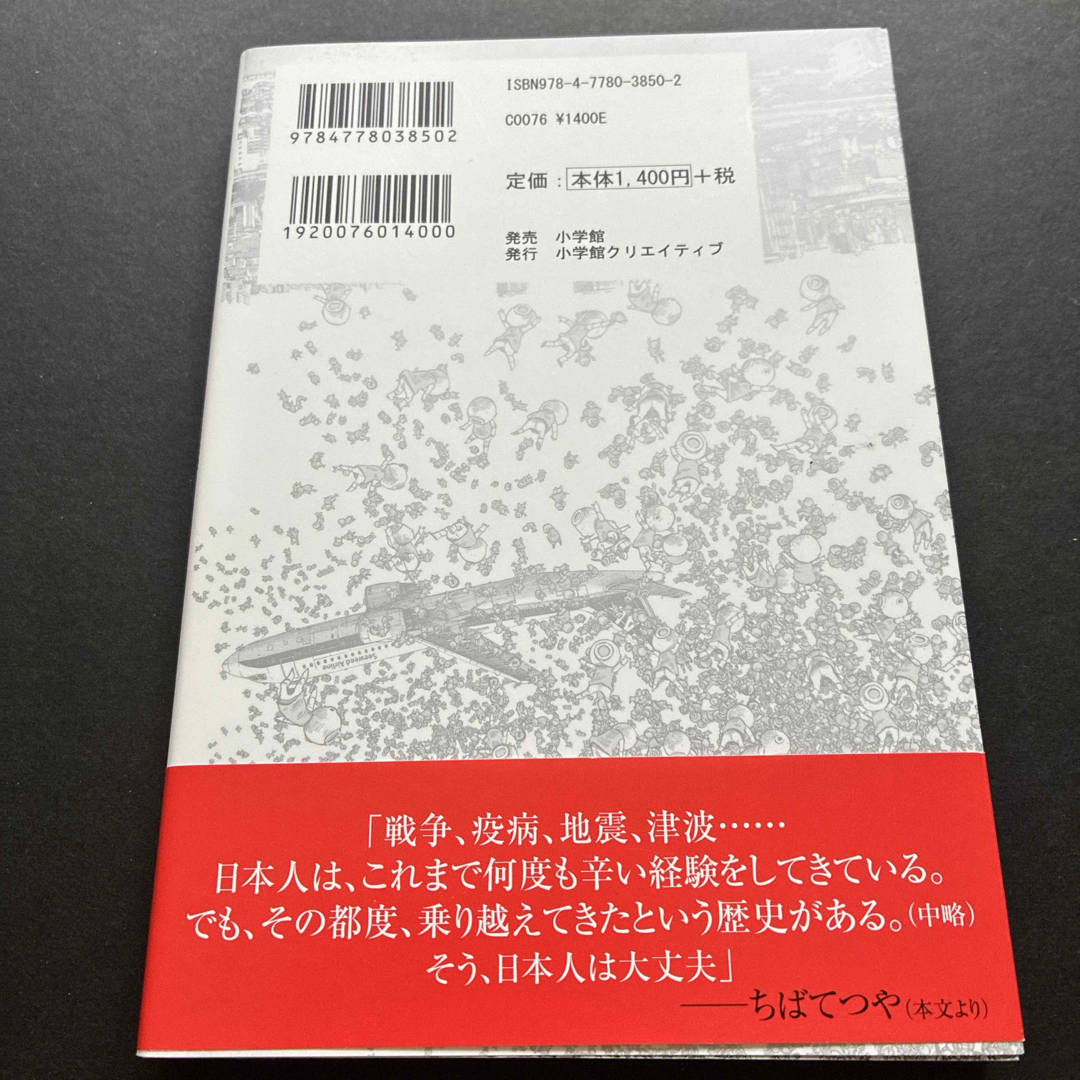 ISBN978-4-7780-3850-2
9784778038502
C0076 ¥1400E
定価：本体1,400円+税
1920076014000
発売　小学館
発行　小学館クリエイティブ
Seaweed Airline
「戦争、疫病、地震、津波……
日本人は、これまで何度も辛い経験をしてきている。
でも、その都度、乗り越えてきたという歴史がある。（中略）
そう、日本人は大丈夫」
——ちばてつや（本文より）